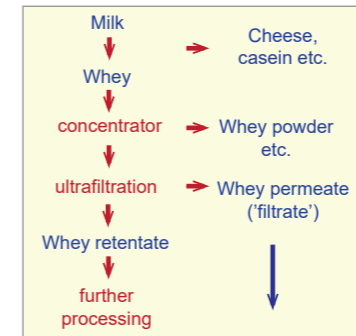 Milk
Cheese,
casein etc.
Whey
concentrator
Whey powder
etc.
ultrafiltration
Whey permeate
('filtrate')
Whey retentate
further
processing